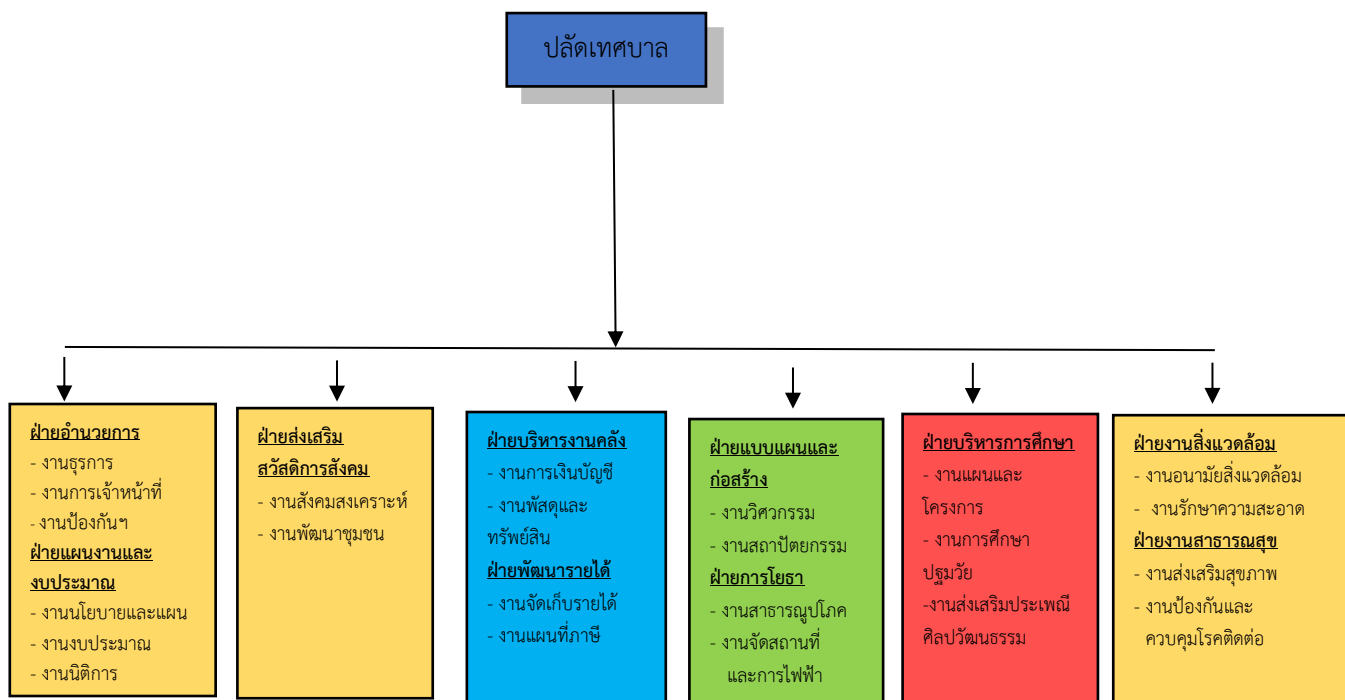 ปลัดเทศบาล
ฝ่ายอำนวยการ
- งานธุรการ
- งานการเจ้าหน้าที่
- งานป้องกันฯ
ฝ่ายแผนงานและ
งบประมาณ
- งานนโยบายและแผน
- งานงบประมาณ
- งานนิติการ
ฝ่ายส่งเสริม
สวัสดิการสังคม
- งานสังคมสงเคราะห์
- งานพัฒนาชุมชน
ฝ่ายบริหารงานคลัง
- งานการเงินบัญชี
- งานพัสดุและ
ทรัพย์สิน
ฝ่ายพัฒนารายได้
- งานจัดเก็บรายได้
- งานแผนที่ภาษี
ฝ่ายแบบแผนและ
ก่อสร้าง
- งานวิศวกรรม
- งานสถาปัตยกรรม
ฝ่ายการโยธา
- งานสาธารณูปโภค
- งานจัดสถานที่
และการไฟฟ้า
ฝ่ายบริหารการศึกษา
- งานแผนและ
โครงการ
- งานการศึกษา
ปฐมวัย
-งานส่งเสริมประเพณี
ศิลปวัฒนธรรม
ฝ่ายงานสิ่งแวดล้อม
- งานอนามัยสิ่งแวดล้อม
- งานรักษาความสะอาด
ฝ่ายงานสาธารณสุข
- งานส่งเสริมสุขภาพ
- งานป้องกันและ
ควบคุมโรคติดต่อ